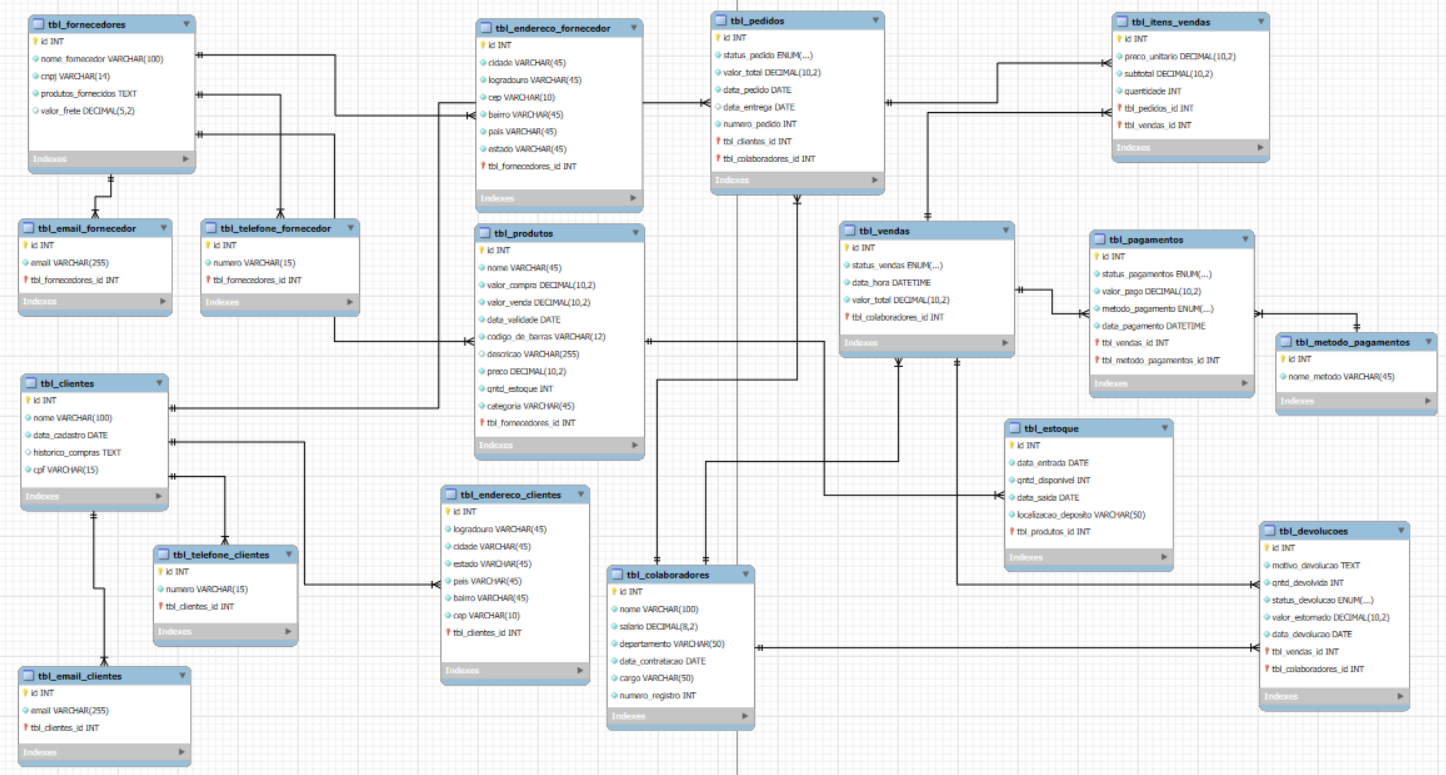 tbl_fornecedores
id INT
nome_fornecedor VARCHAR(100)
cnpj VARCHAR(14)
produtos_fornecidos TEXT
valor_frete DECIMAL(5,2)
Indexes
tbl_endereco_fornecedor
id INT
cidade VARCHAR(45)
logradouro VARCHAR(45)
cep VARCHAR(10)
bairro VARCHAR(45)
pais VARCHAR(45)
estado VARCHAR(45)
tbl_fornecedores_id INT
Indexes
tbl_pedidos
id INT
status_pedido ENUM(...)
valor_total DECIMAL(10,2)
data_pedido DATE
data_entrega DATE
numero_pedido INT
tbl_clientes_id INT
tbl_colaboradores_id INT
Indexes
tbl_itens_vendas
id INT
preco_unitario DECIMAL(10,2)
subtotal DECIMAL(10,2)
quantidade INT
tbl_pedidos_id INT
tbl_vendas_id INT
Indexes
tbl_email_fornecedor
id INT
email VARCHAR(255)
tbl_fornecedores_id INT
Indexes
tbl_telefone_fornecedor
id INT
numero VARCHAR(15)
tbl_fornecedores_id INT
Indexes
tbl_produtos
id INT
nome VARCHAR(45)
valor_compra DECIMAL(10,2)
valor_venda DECIMAL(10,2)
data_validade DATE
codigo_de_barras VARCHAR(12)
descricao VARCHAR(255)
preco DECIMAL(10,2)
qntd_estoque INT
categoria VARCHAR(45)
tbl_fornecedores_id INT
Indexes
tbl_vendas
id INT
status_vendas ENUM(...)
data_hora DATETIME
valor_total DECIMAL(10,2)
tbl_colaboradores_id INT
Indexes
tbl_pagamentos
id INT
status_pagamentos ENUM(...)
valor_pago DECIMAL(10,2)
metodo_pagamento ENUM(...)
data_pagamento DATETIME
tbl_vendas_id INT
tbl_metodo_pagamentos_id INT
Indexes
tbl_metodo_pagamentos
id INT
nome_metodo VARCHAR(45)
Indexes
tbl_clientes
id INT
nome VARCHAR(100)
data_cadastro DATE
historico_compras TEXT
cpf VARCHAR(15)
Indexes
tbl_estoque
id INT
data_entrada DATE
qntd_disponivel INT
data_saida DATE
localizacao_deposito VARCHAR(50)
tbl_produtos_id INT
Indexes
tbl_endereco_clientes
id INT
logradouro VARCHAR(45)
cidade VARCHAR(45)
estado VARCHAR(45)
pais VARCHAR(45)
bairro VARCHAR(45)
cep VARCHAR(10)
tbl_clientes_id INT
Indexes
tbl_telefone_clientes
id INT
numero VARCHAR(15)
tbl_clientes_id INT
Indexes
tbl_colaboradores
id INT
nome VARCHAR(100)
salario DECIMAL(8,2)
departamento VARCHAR(50)
data_contratacao DATE
cargo VARCHAR(50)
numero_registro INT
Indexes
tbl_devolucoes
id INT
motivo_devolucao TEXT
qntd_devolvida INT
status_devolucao ENUM(...)
valor_estornado DECIMAL(10,2)
data_devolucao DATE
tbl_vendas_id INT
tbl_colaboradores_id INT
Indexes
tbl_email_clientes
id INT
email VARCHAR(255)
tbl_clientes_id INT
Indexes